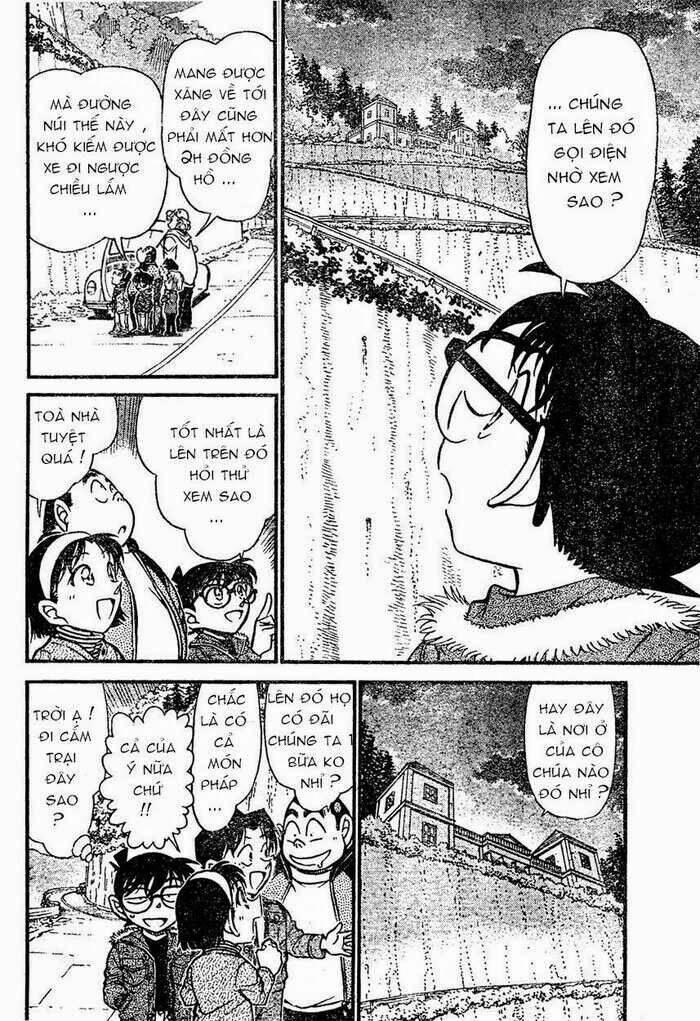 MANG ĐƯỢC
XĂNG VỀ TỚI
ĐÂY CŨNG
PHẢI MẤT HƠN
2H ĐỒNG
HỒ ...
MÀ ĐƯỜNG
NÚI THẾ NÀY ,
KHÓ KIẾM ĐƯỢC
XE ĐI NGƯỢC
CHIỀU LẮM
...
... CHÚNG
TA LÊN ĐÓ
GỌI ĐIỆN
NHỜ XEM
SAO ?
TOÀ NHÀ
TUYỆT
QUÁ !
TỐT NHẤT LÀ
LÊN TRÊN ĐÓ
HỎI THỬ
XEM SAO
...
HAY ĐÂY
LÀ NƠI Ở
CỦA CÔ
CHÚA NÀO
ĐÓ NHỈ ?
LÊN ĐÓ HỌ
CÓ ĐÃI
CHÚNG TA 1
BỮA KO
NHỈ ?
CHẮC
LÀ CÓ
CẢ
MÓN
PHÁP
...
CẢ CỦA
Ý NỮA
CHỨ
!!
TRỜI Ạ !
ĐI CẮM
TRẠI
ĐÂY
SAO ?